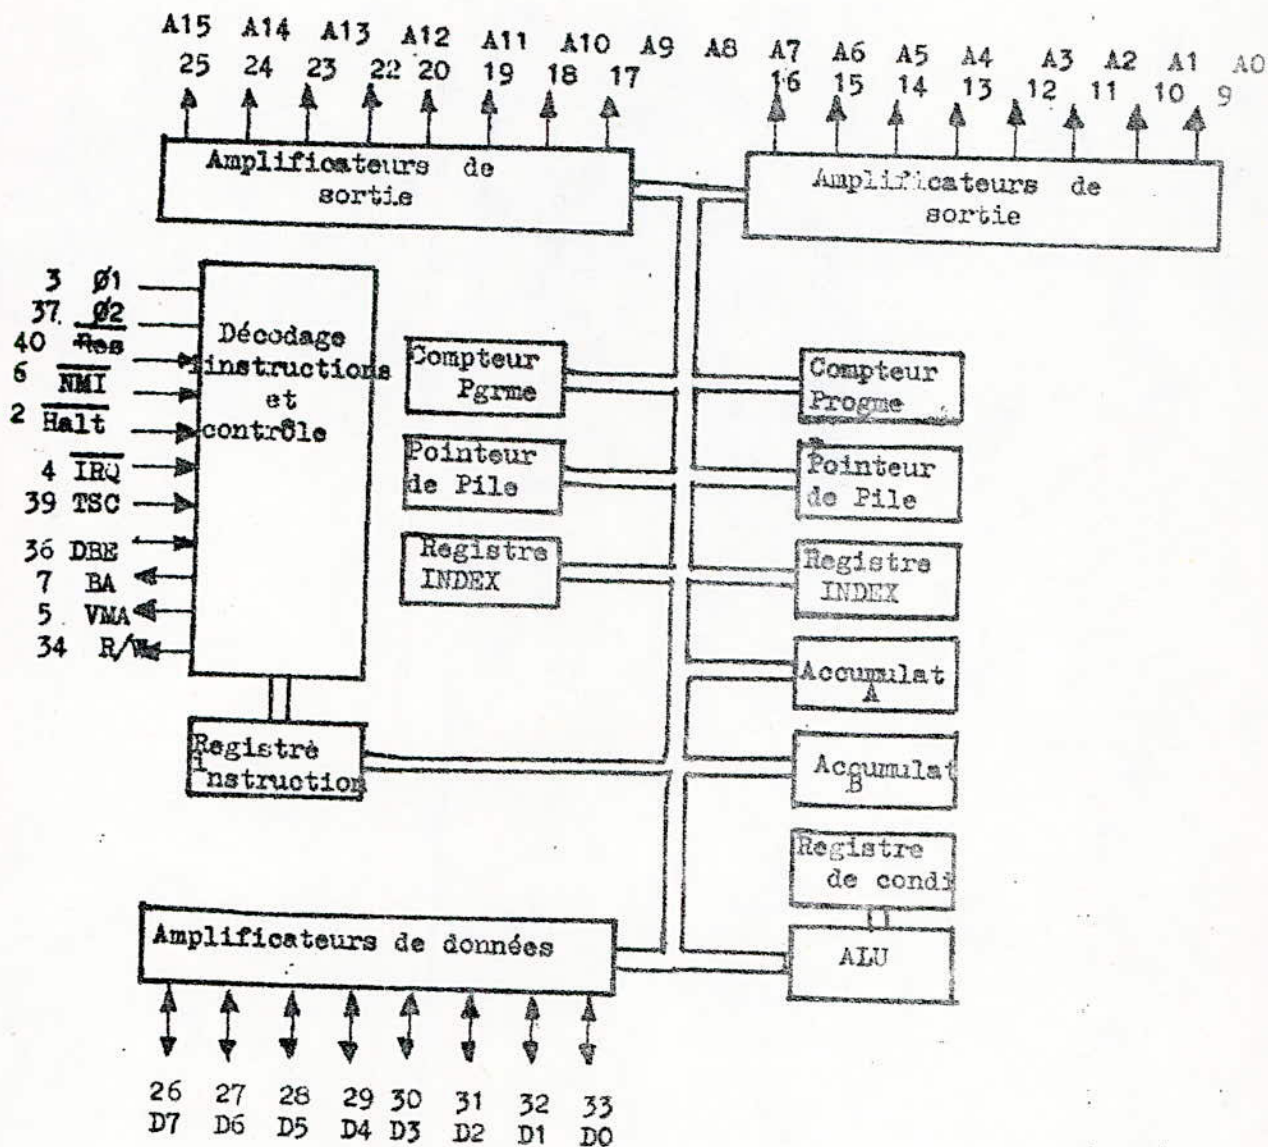 A15 A14 A13 A12 A11 A10 A9 A8 A7 A6 A5 A4 A3 A2 A1 A0
25 24 23 22 20 19 18 17 16 15 14 13 12 11 10 9
Amplificateurs de
sortie
Amplificateurs de
sortie
3 Ø1
37 Ø2
40 Res
6 NMI
2 Halt
4 IRQ
39 TSC
36 DBE
7 BA
5 VMA
34 R/W
Décodage
instructions
et
contrôle
Compteur
Pgrme
Compteur
Progme
Pointeur
de Pile
Pointeur
de Pile
Registre
INDEX
Registre
INDEX
Accumulat
A
Registre
instruction
Accumulat
B
Registre
de condi
Amplificateurs de données
ALU
26 27 28 29 30 31 32 33
D7 D6 D5 D4 D3 D2 D1 D0